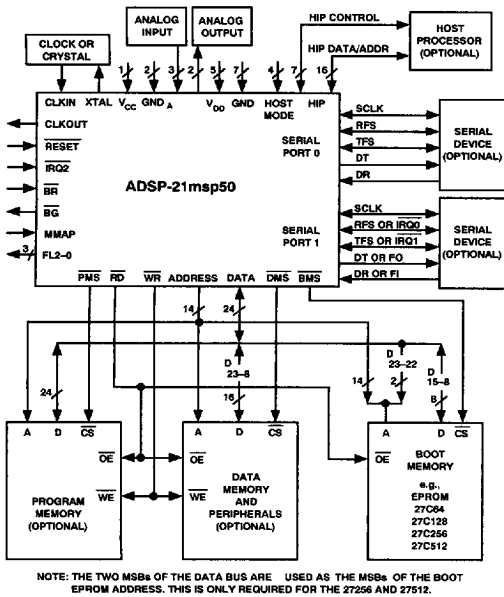 ANALOG INPUT
ANALOG OUTPUT
HIP CONTROL
HIP DATA/ADDR
HOST PROCESSOR (OPTIONAL)
CLOCK OR CRYSTAL
1 2 3 2 5 7 4 7 16
CLKIN XTAL VCC GNDA VDD GND HOST MODE HIP
CLKOUT
RESET
IRQ2
BR
BG
MMAP
3 FL2–0
ADSP-21msp50
SERIAL PORT 0
SCLK
RFS
TFS
DT
DR
SERIAL DEVICE (OPTIONAL)
SERIAL PORT 1
SCLK
RFS OR IRQ0
TFS OR IRQ1
DT OR FO
DR OR FI
SERIAL DEVICE (OPTIONAL)
PMS RD WR ADDRESS DATA DMS BMS
14 24
D 23–8
D 23–22
D 15–8
24 16 14 2 8
A D CS
A D CS
A D CS
OE
WE
PROGRAM MEMORY (OPTIONAL)
OE
WE
DATA MEMORY AND PERIPHERALS (OPTIONAL)
OE
BOOT MEMORY
e.g., EPROM
27C64
27C128
27C256
27C512
NOTE: THE TWO MSBs OF THE DATA BUS ARE USED AS THE MSBs OF THE BOOT
EPROM ADDRESS. THIS IS ONLY REQUIRED FOR THE 27256 AND 27512.